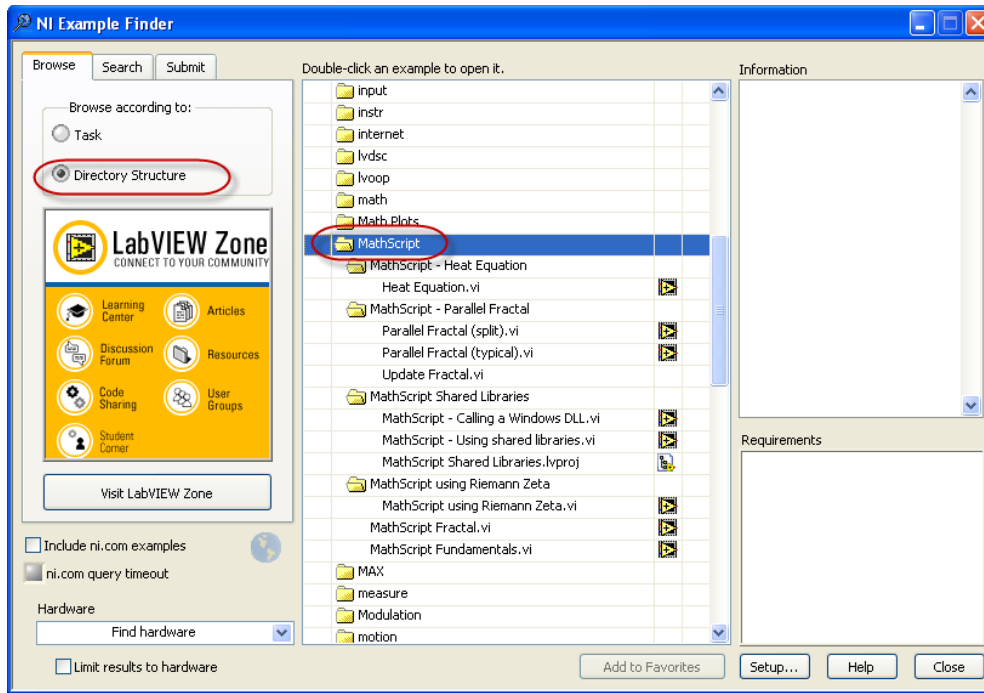 NI Example Finder
Browse
Search
Submit
Browse according to:
Task
Directory Structure
LabVIEW Zone
CONNECT TO YOUR COMMUNITY
Learning Center
Articles
Discussion Forum
Resources
Code Sharing
User Groups
Student Corner
Visit LabVIEW Zone
Include ni.com examples
ni.com query timeout
Hardware
Find hardware
Limit results to hardware
Double-click an example to open it.
input
instr
internet
lvdsc
lvoop
math
Math Plots
MathScript
MathScript - Heat Equation
Heat Equation.vi
MathScript - Parallel Fractal
Parallel Fractal (split).vi
Parallel Fractal (typical).vi
Update Fractal.vi
MathScript Shared Libraries
MathScript - Calling a Windows DLL.vi
MathScript - Using shared libraries.vi
MathScript Shared Libraries.lvproj
MathScript using Riemann Zeta
MathScript using Riemann Zeta.vi
MathScript Fractal.vi
MathScript Fundamentals.vi
MAX
measure
Modulation
motion
Add to Favorites
Information
Requirements
Setup...
Help
Close